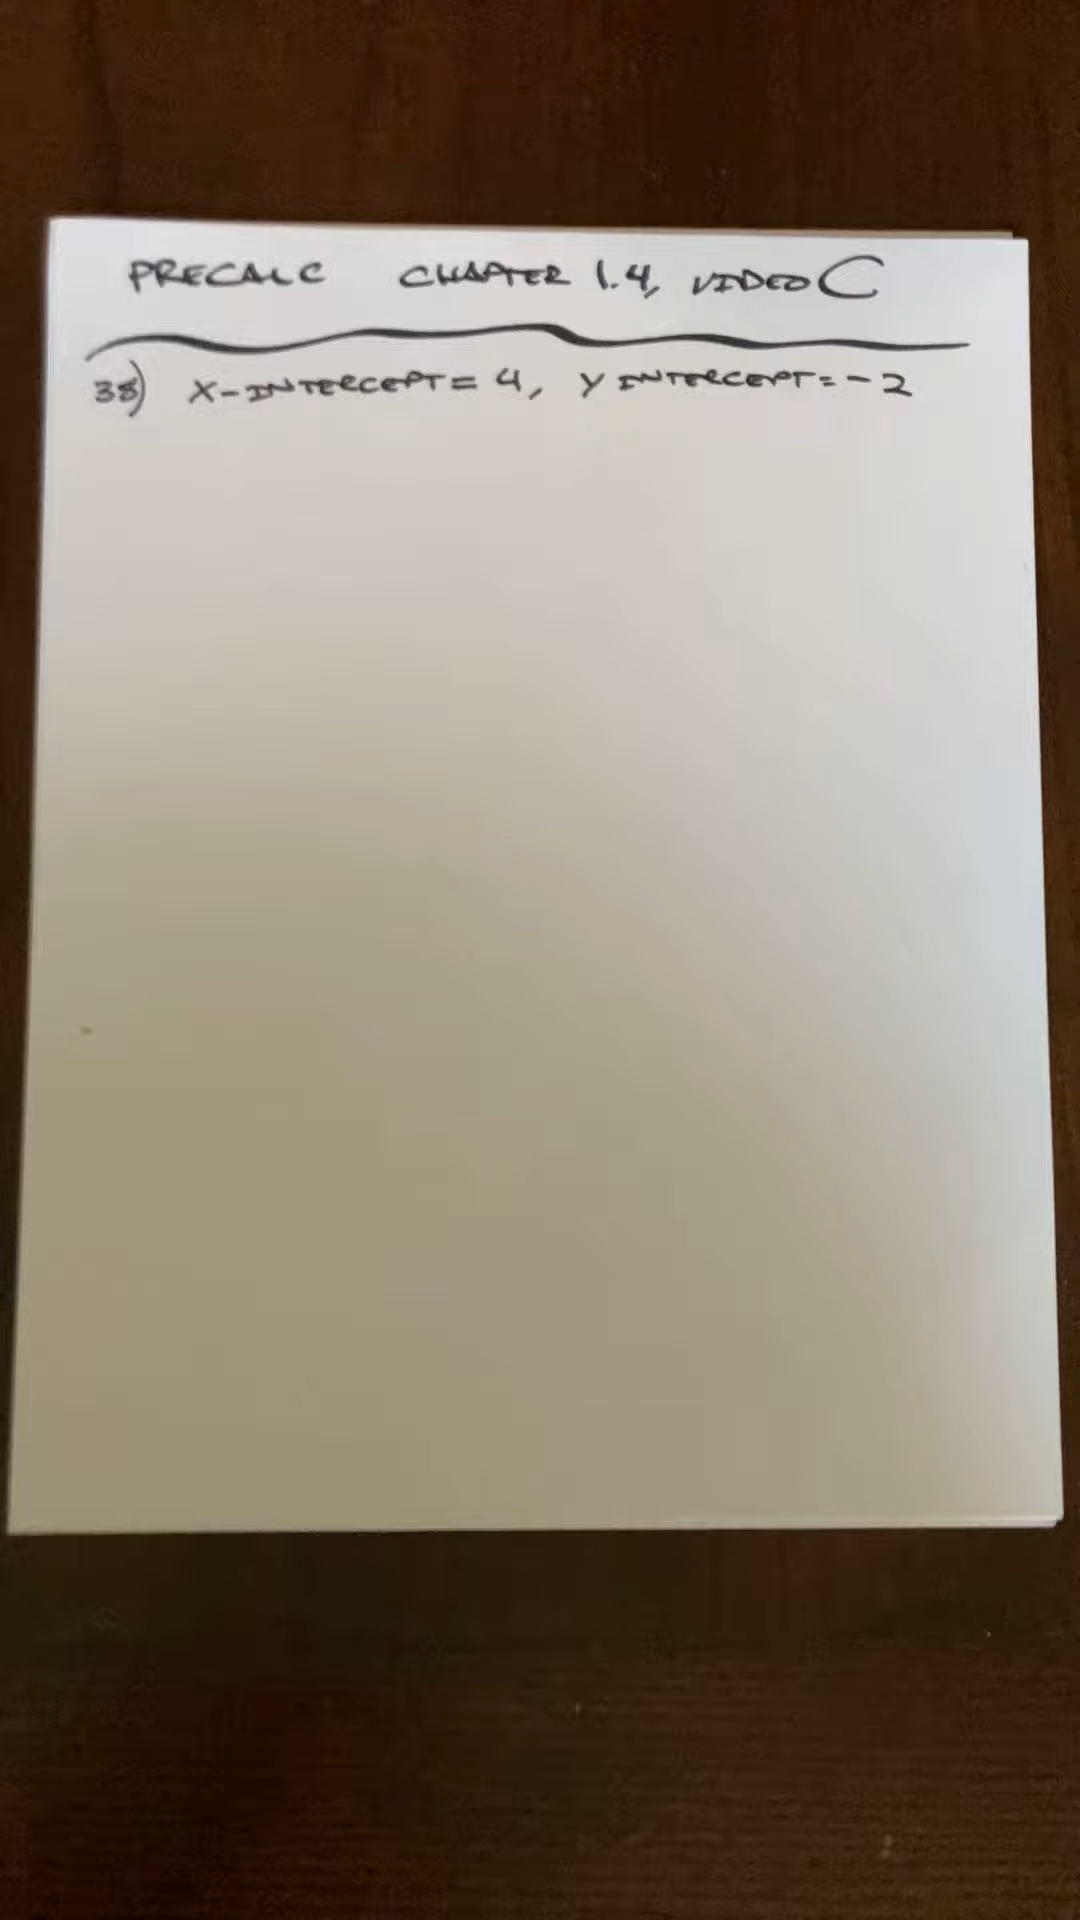 PRECALC CHAPTER 1.4, VIDEO C
38) X-INTERCEPT = 4, Y INTERCEPT = -2